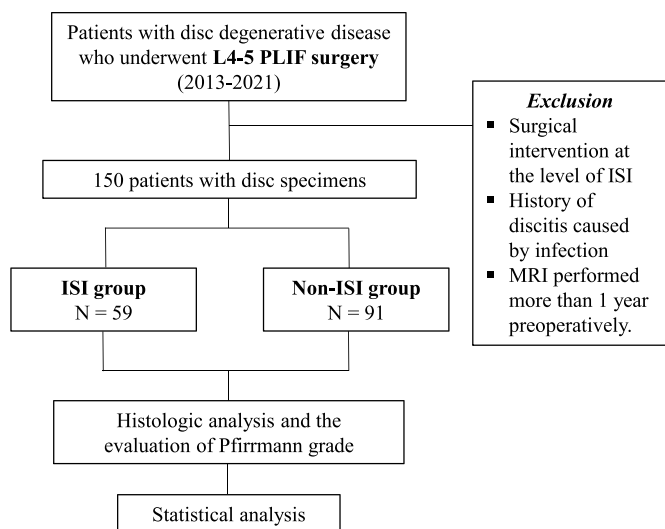 Patients with disc degenerative disease
who underwent L4-5 PLIF surgery
(2013-2021)
Exclusion
▪ Surgical
intervention at
the level of ISI
▪ History of
discitis caused
by infection
▪ MRI performed
more than 1 year
preoperatively.
150 patients with disc specimens
ISI group
N = 59
Non-ISI group
N = 91
Histologic analysis and the
evaluation of Pfirrmann grade
Statistical analysis